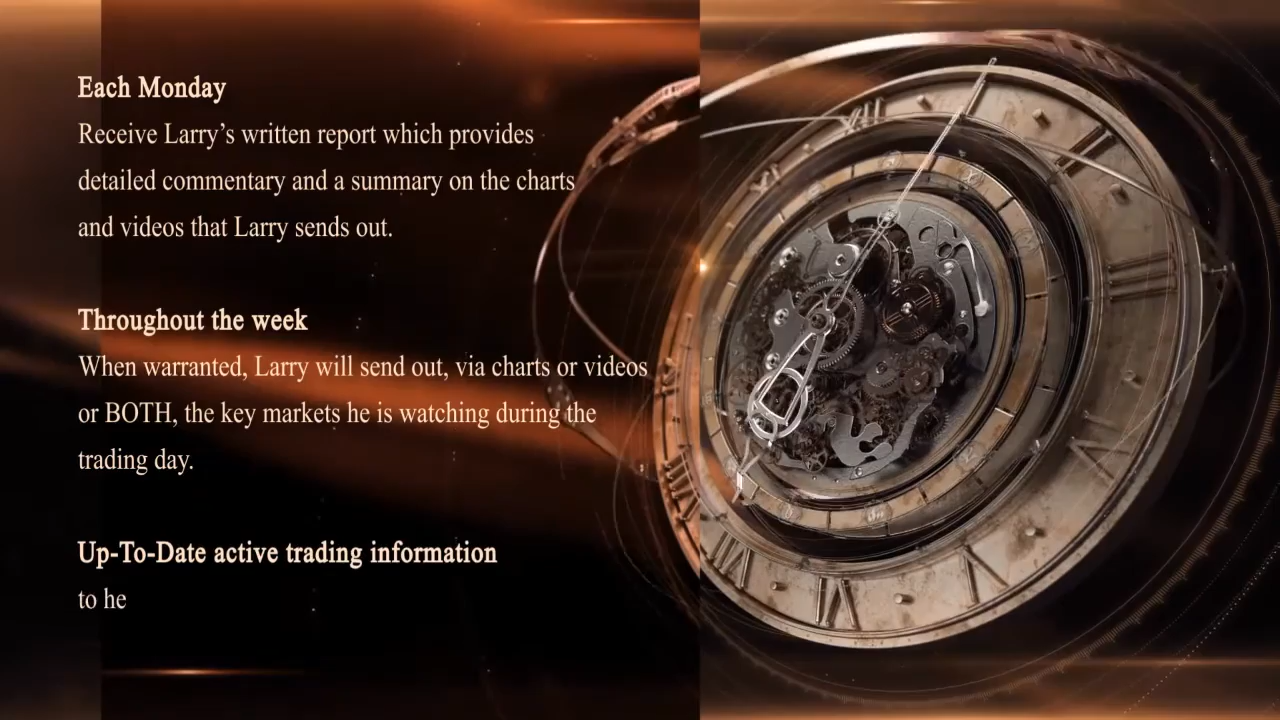 Each Monday
Receive Larry’s written report which provides
detailed commentary and a summary on the charts
and videos that Larry sends out.
Throughout the week
When warranted, Larry will send out, via charts or videos
or BOTH, the key markets he is watching during the
trading day.
Up-To-Date active trading information
to he